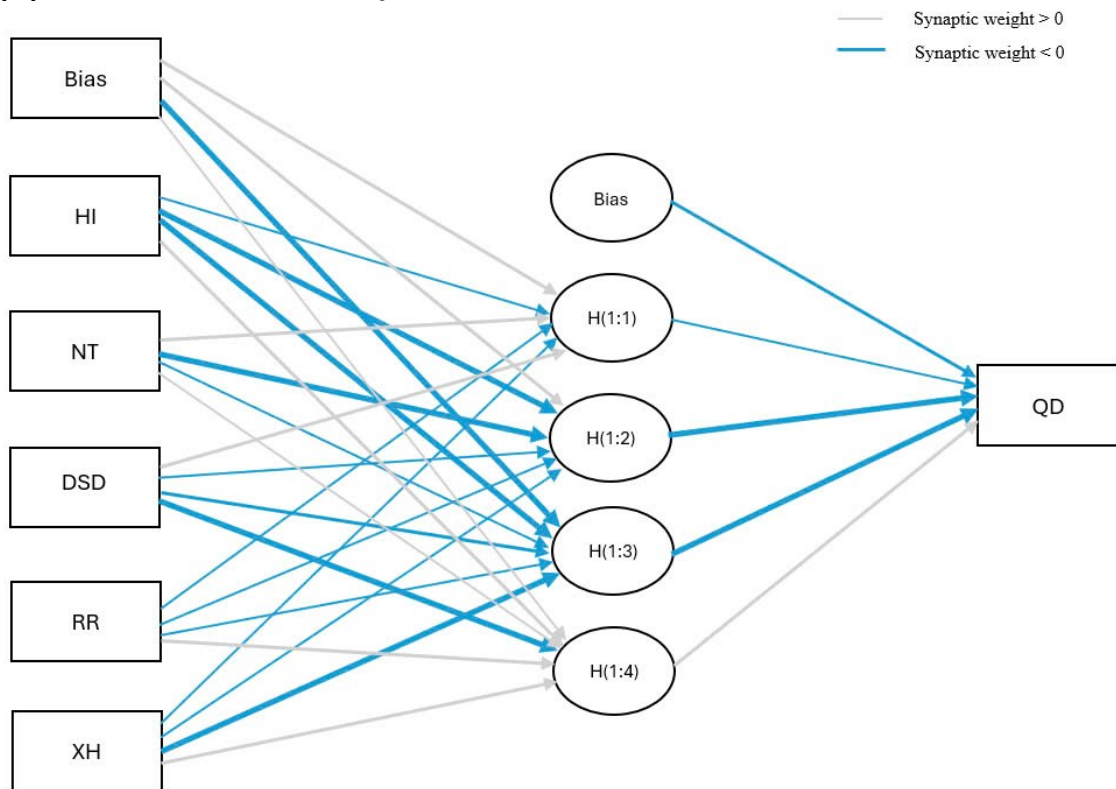 Synaptic weight > 0
Synaptic weight < 0
Bias
HI
NT
DSD
RR
XH
Bias
H(1:1)
H(1:2)
H(1:3)
H(1:4)
QD